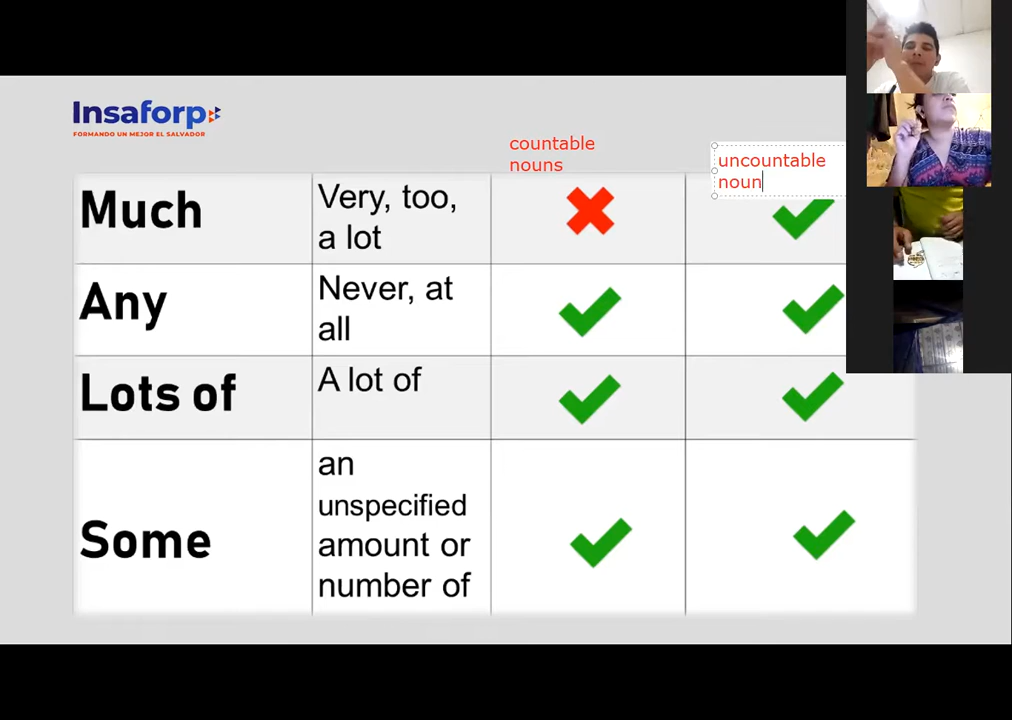 Insaforp
FORMANDO UN MEJOR EL SALVADOR
countable
nouns
uncountable
noun
Much
Very, too,
a lot
Any
Never, at
all
Lots of
A lot of
Some
an
unspecified
amount or
number of